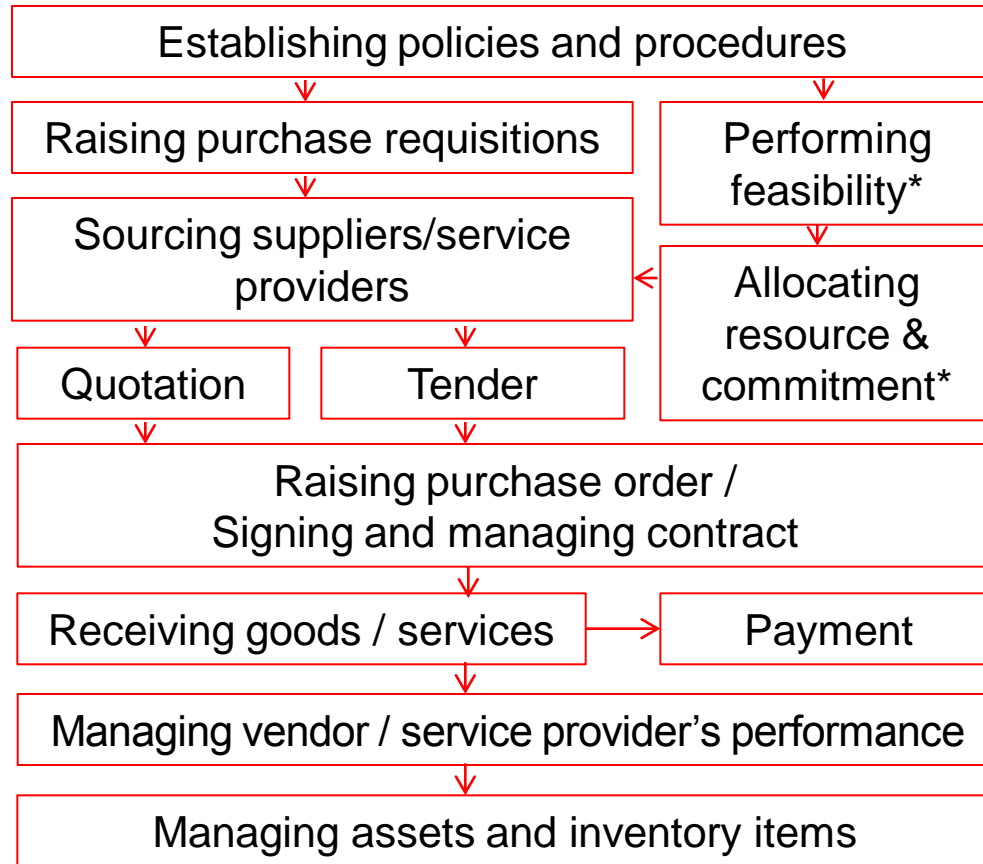 Establishing policies and procedures
Raising purchase requisitions
Performing
feasibility*
Sourcing suppliers/service
providers
Allocating
resource &
commitment*
Quotation
Tender
Raising purchase order /
Signing and managing contract
Receiving goods / services
Payment
Managing vendor / service provider’s performance
Managing assets and inventory items